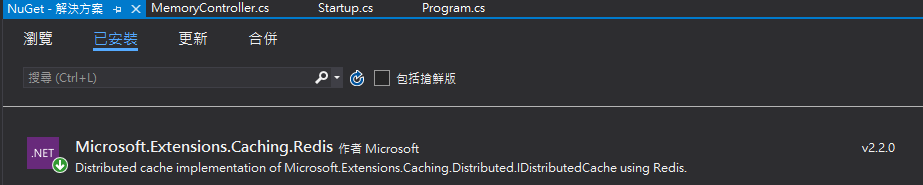 NuGet - 解決方案 MemoryController.cs Startup.cs Program.cs
瀏覽 已安裝 更新 合併
搜尋 (Ctrl+L) 包括搶鮮版
.NET Microsoft.Extensions.Caching.Redis 作者 Microsoft v2.2.0
Distributed cache implementation of Microsoft.Extensions.Caching.Distributed.IDistributedCache using Redis.